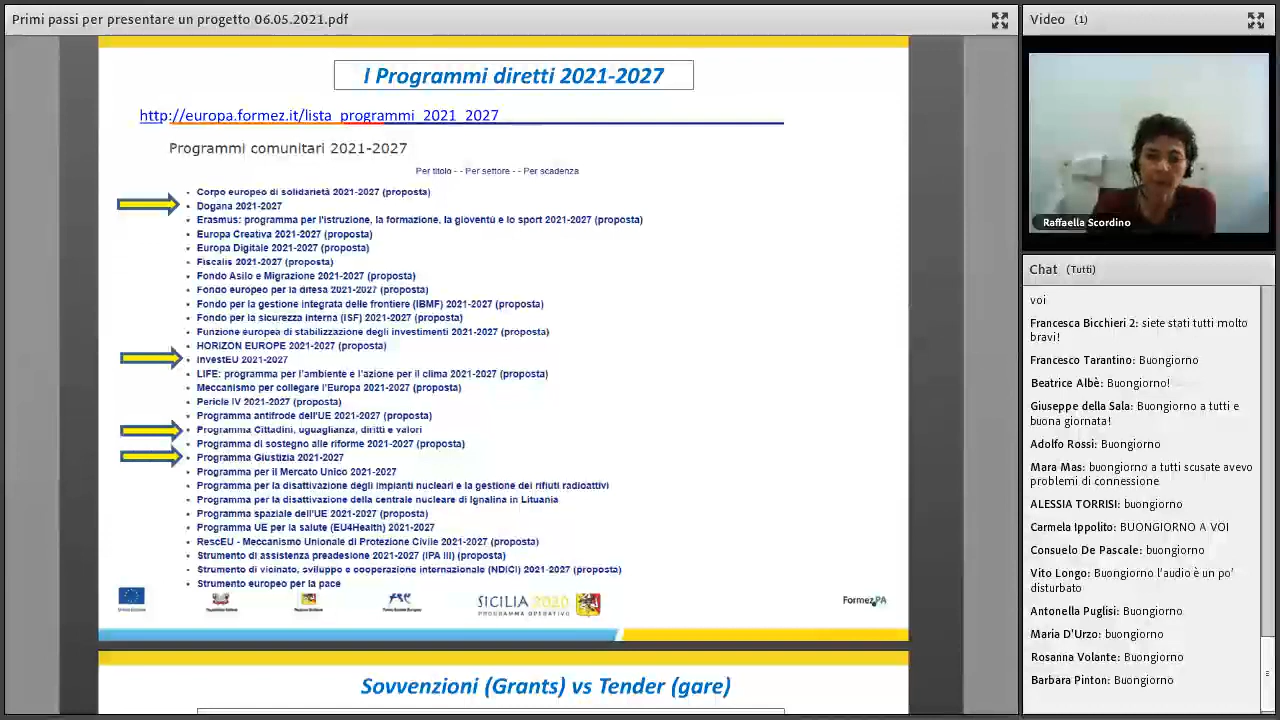 Primi passi per presentare un progetto 06.05.2021.pdf
I Programmi diretti 2021-2027
http://europa.formez.it/lista_programmi_2021_2027
Programmi comunitari 2021-2027
Per titolo - - Per settore - - Per scadenza
Corpo europeo di solidarietà 2021-2027 (proposta)
Dogana 2021-2027
Erasmus: programma per l'istruzione, la formazione, la gioventù e lo sport 2021-2027 (proposta)
Europa Creativa 2021-2027 (proposta)
Europa Digitale 2021-2027 (proposta)
Fiscalis 2021-2027 (proposta)
Fondo Asilo e Migrazione 2021-2027 (proposta)
Fondo europeo per la difesa 2021-2027 (proposta)
Fondo per la gestione integrata delle frontiere (IBMF) 2021-2027 (proposta)
Fondo per la sicurezza interna (ISF) 2021-2027 (proposta)
Funzione europea di stabilizzazione degli investimenti 2021-2027 (proposta)
HORIZON EUROPE 2021-2027 (proposta)
InvestEU 2021-2027
LIFE: programma per l'ambiente e l'azione per il clima 2021-2027 (proposta)
Meccanismo per collegare l'Europa 2021-2027 (proposta)
Pericle IV 2021-2027 (proposta)
Programma antifrode dell'UE 2021-2027 (proposta)
Programma Cittadini, uguaglianza, diritti e valori
Programma di sostegno alle riforme 2021-2027 (proposta)
Programma Giustizia 2021-2027
Programma per il Mercato Unico 2021-2027
Programma per la disattivazione degli impianti nucleari e la gestione dei rifiuti radioattivi
Programma per la disattivazione della centrale nucleare di Ignalina in Lituania
Programma spaziale dell'UE 2021-2027 (proposta)
Programma UE per la salute (EU4Health) 2021-2027
RescEU - Meccanismo Unionale di Protezione Civile 2021-2027 (proposta)
Strumento di assistenza preadesione 2021-2027 (IPA III) (proposta)
Strumento di vicinato, sviluppo e cooperazione internazionale (NDICI) 2021-2027 (proposta)
Strumento europeo per la pace
SICILIA 2020
PROGRAMMA OPERATIVO
FormezPA
Sovvenzioni (Grants) vs Tender (gare)
Video (1)
Raffaella Scordino
Chat (Tutti)
voi
Francesca Bicchieri 2: siete stati tutti molto
bravi!
Francesco Tarantino: Buongiorno
Beatrice Albè: Buongiorno!
Giuseppe della Sala: Buongiorno a tutti e
buona giornata!
Adolfo Rossi: Buongiorno
Mara Mas: buongiorno a tutti scusate avevo
problemi di connessione
ALESSIA TORRISI: buongiorno
Carmela Ippolito: BUONGIORNO A VOI
Consuelo De Pascale: buongiorno
Vito Longo: Buongiorno l'audio è un po'
disturbato
Antonella Puglisi: Buongiorno
Maria D'Urzo: buongiorno
Rosanna Volante: Buongiorno
Barbara Pinton: Buongiorno